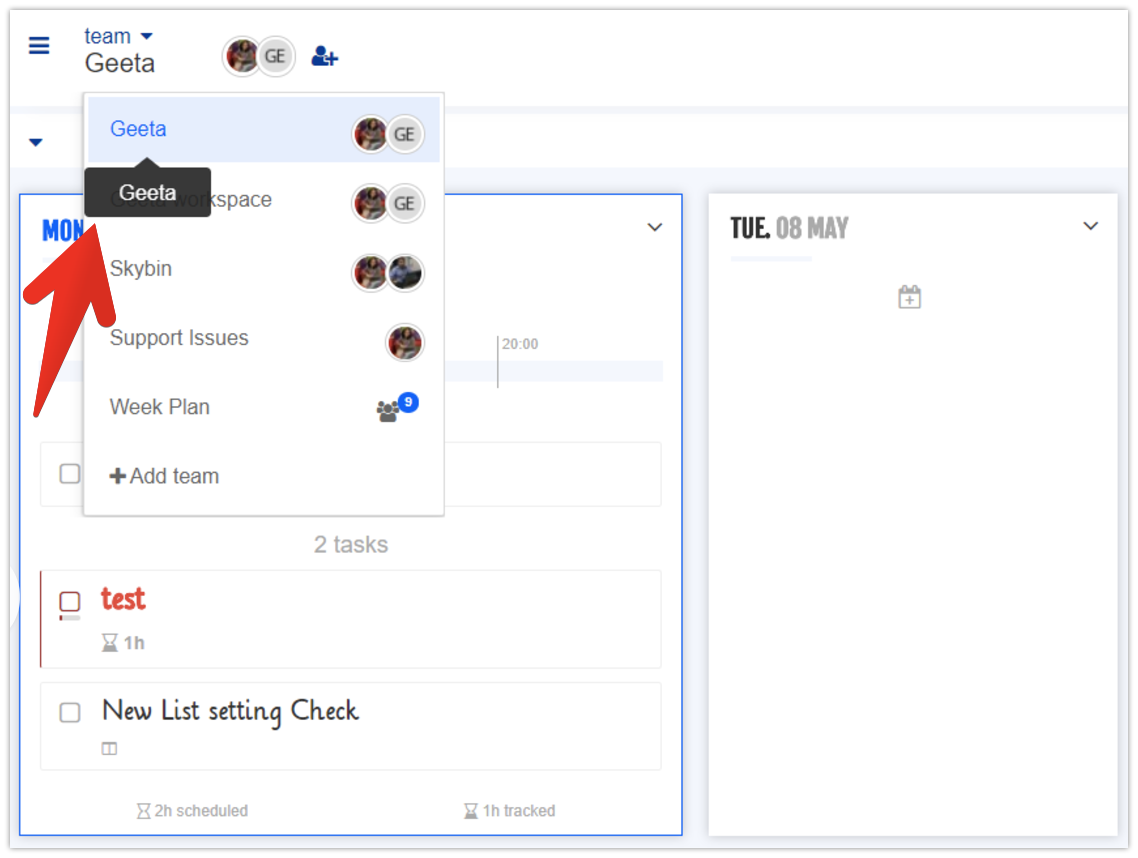 team
Geeta
GE
Geeta
GE
Geeta
Geeta workspace
GE
MON
Skybin
Support Issues
Week Plan
9
Add team
20:00
2 tasks
test
1h
New List setting Check
2h scheduled
1h tracked
TUE. 08 MAY